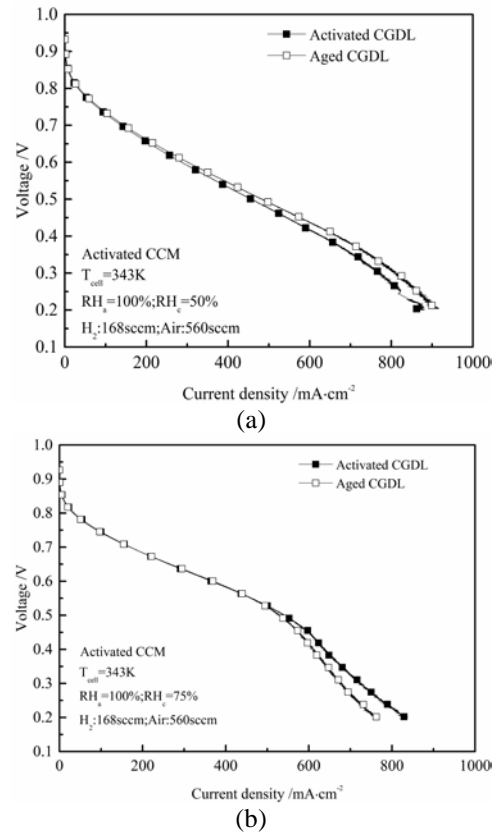 1.0
0.9
0.8
0.7
0.6
0.5
0.4
0.3
0.2
0.1
Voltage /V
Activated CGDL
Aged CGDL
Activated CCM
T_cell=343K
RH_a=100%;RH_c=50%
H_2:168sccm;Air:560sccm
0 200 400 600 800 1000
Current density /mA·cm^-2
(a)
1.0
0.9
0.8
0.7
0.6
0.5
0.4
0.3
0.2
0.1
Voltage /V
Activated CGDL
Aged CGDL
Activated CCM
T_cell=343K
RH_a=100%;RH_c=75%
H_2:168sccm;Air:560sccm
0 200 400 600 800 1000
Current density /mA·cm^-2
(b)